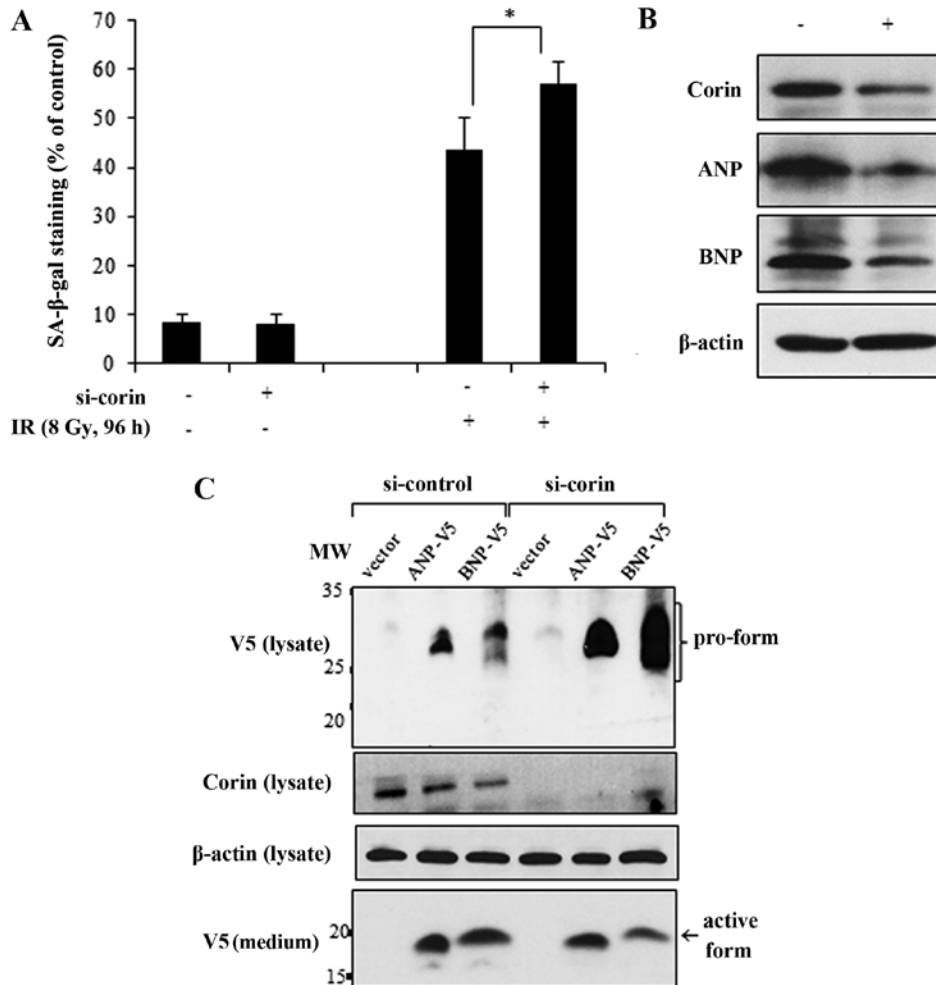 A
SA-β-gal staining (% of control)
70
60
50
40
30
20
10
0
*
si-corin - + - +
IR (8 Gy, 96 h) - - + +
B
- +
Corin
ANP
BNP
β-actin
C
si-control si-corin
MW vector ANP-V5 BNP-V5 vector ANP-V5 BNP-V5
35
V5 (lysate) pro-form
25
20
Corin (lysate)
β-actin (lysate)
V5 (medium) 20 ← active form
15